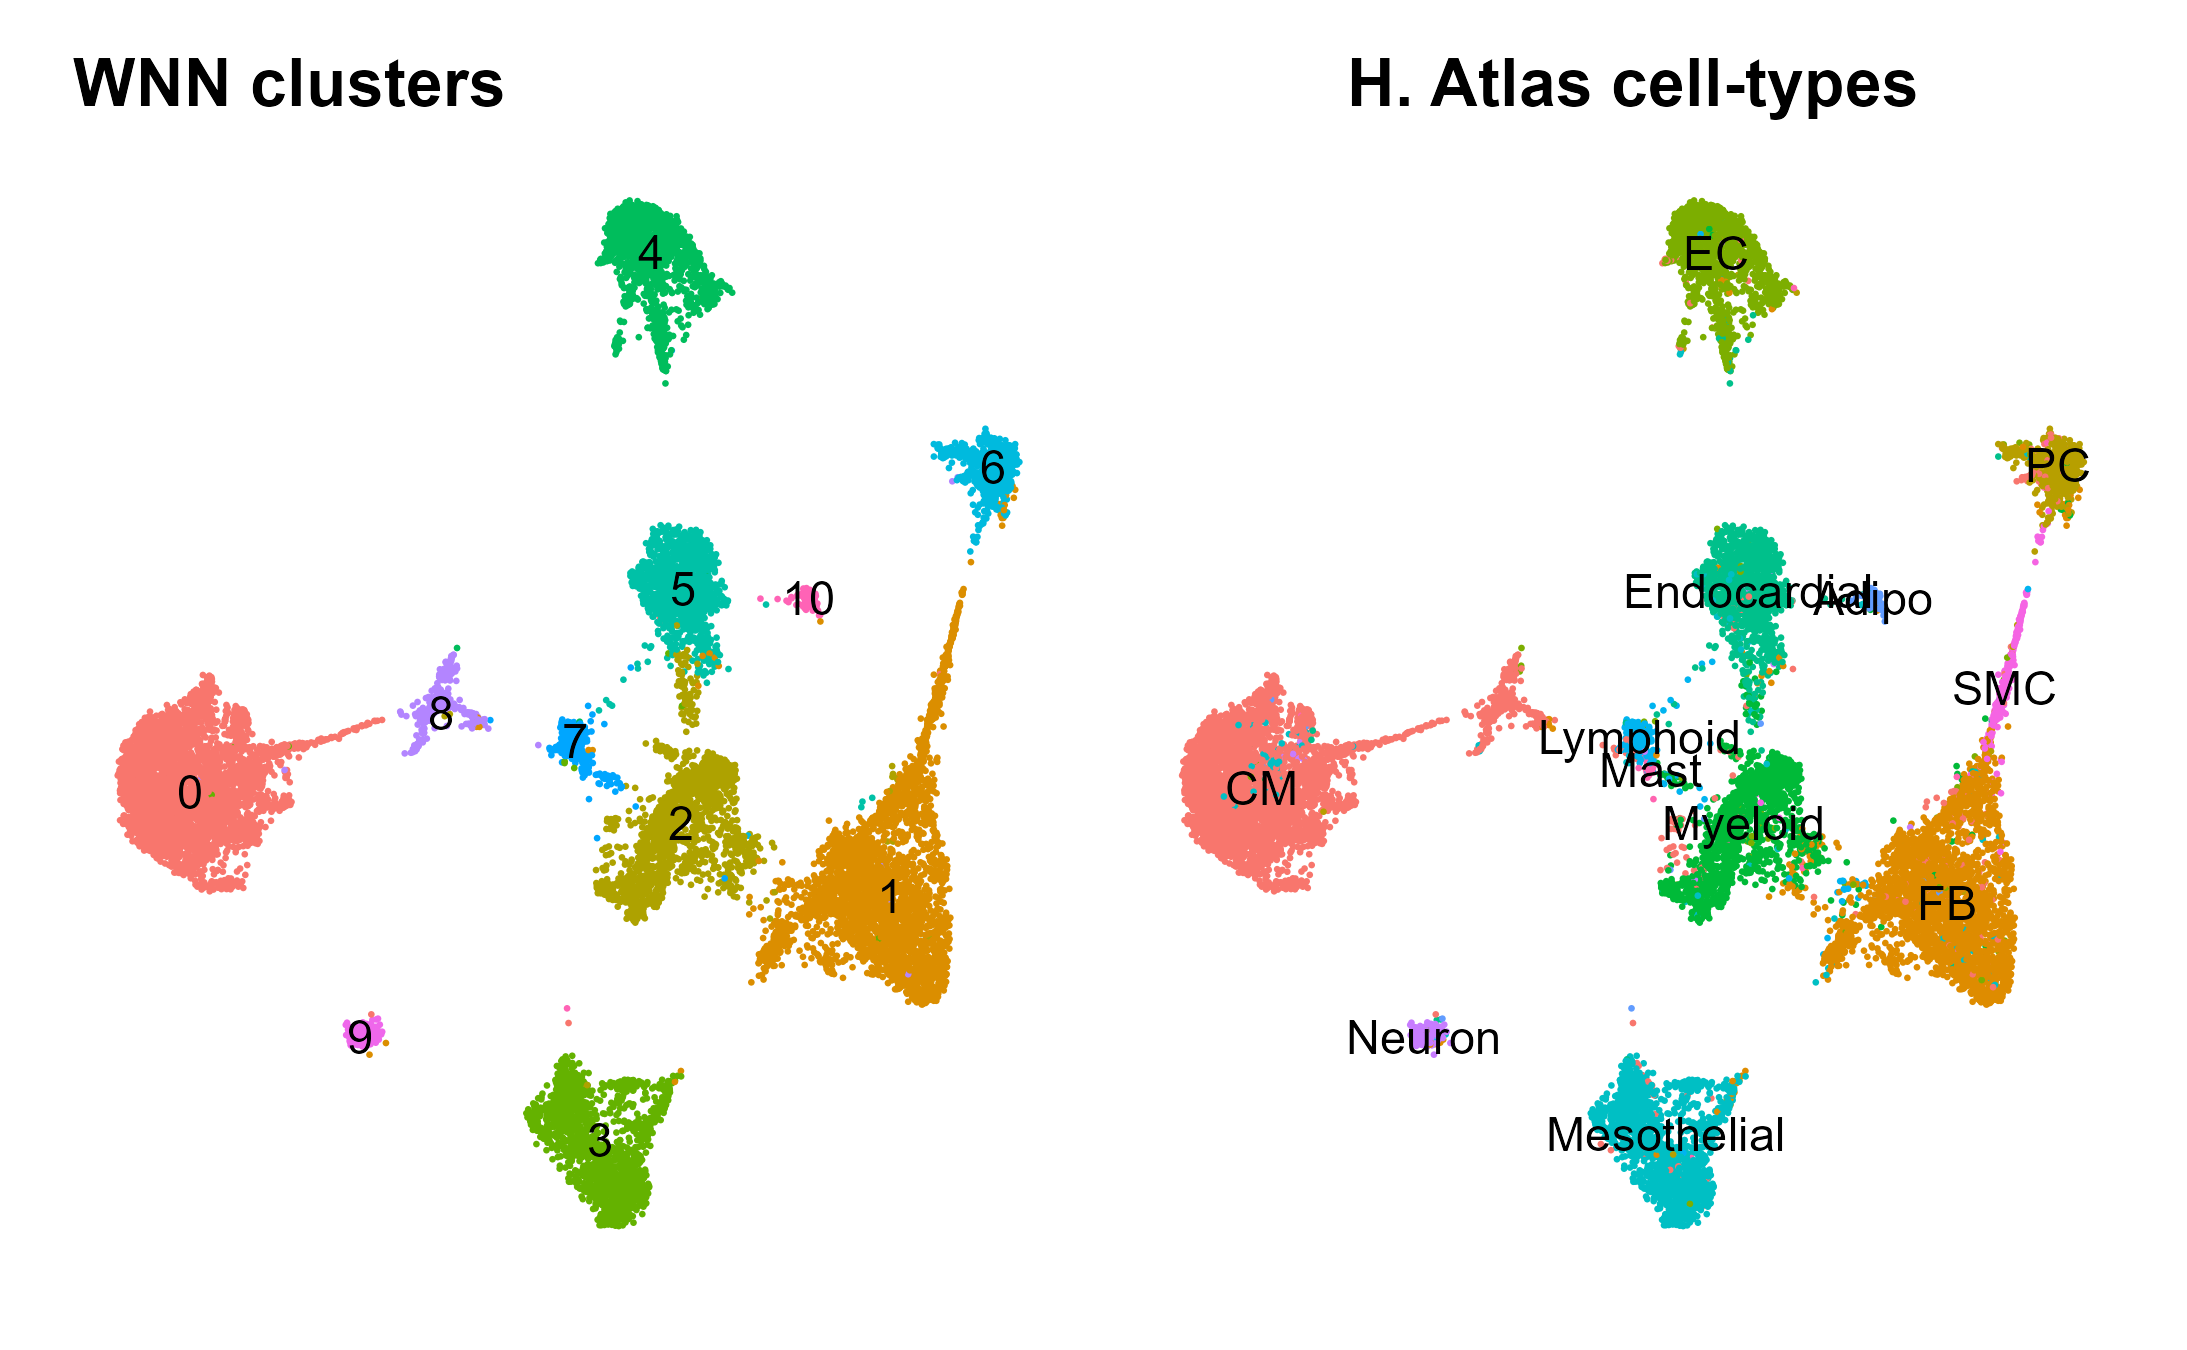 WNN clusters
4
6
5
10
8
7
0
2
1
9
3
H. Atlas cell-types
EC
PC
Endocardial
Adipo
SMC
Lymphoid
Mast
CM
Myeloid
FB
Neuron
Mesothelial